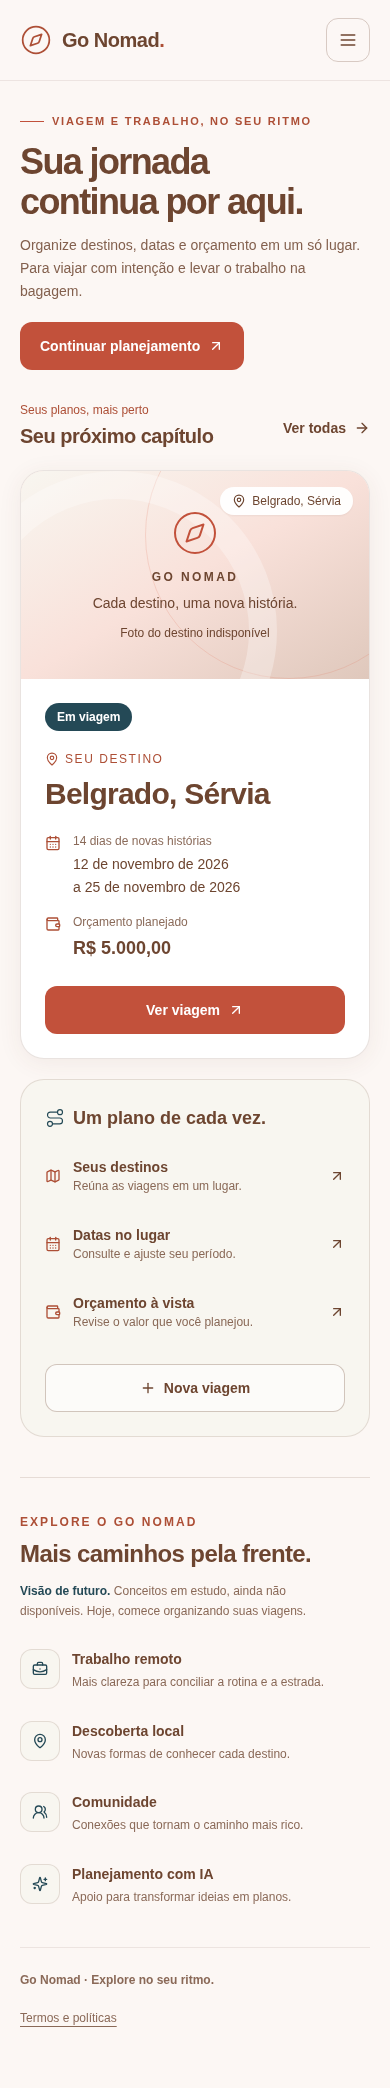 Go Nomad.
VIAGEM E TRABALHO, NO SEU RITMO
Sua jornada
continua por aqui.
Organize destinos, datas e orçamento em um só lugar.
Para viajar com intenção e levar o trabalho na
bagagem.
Continuar planejamento
Seus planos, mais perto
Seu próximo capítulo
Ver todas
Belgrado, Sérvia
GO NOMAD
Cada destino, uma nova história.
Foto do destino indisponível
Em viagem
SEU DESTINO
Belgrado, Sérvia
14 dias de novas histórias
12 de novembro de 2026
a 25 de novembro de 2026
Orçamento planejado
R$ 5.000,00
Ver viagem
Um plano de cada vez.
Seus destinos
Reúna as viagens em um lugar.
Datas no lugar
Consulte e ajuste seu período.
Orçamento à vista
Revise o valor que você planejou.
Nova viagem
EXPLORE O GO NOMAD
Mais caminhos pela frente.
Visão de futuro. Conceitos em estudo, ainda não
disponíveis. Hoje, comece organizando suas viagens.
Trabalho remoto
Mais clareza para conciliar a rotina e a estrada.
Descoberta local
Novas formas de conhecer cada destino.
Comunidade
Conexões que tornam o caminho mais rico.
Planejamento com IA
Apoio para transformar ideias em planos.
Go Nomad · Explore no seu ritmo.
Termos e políticas